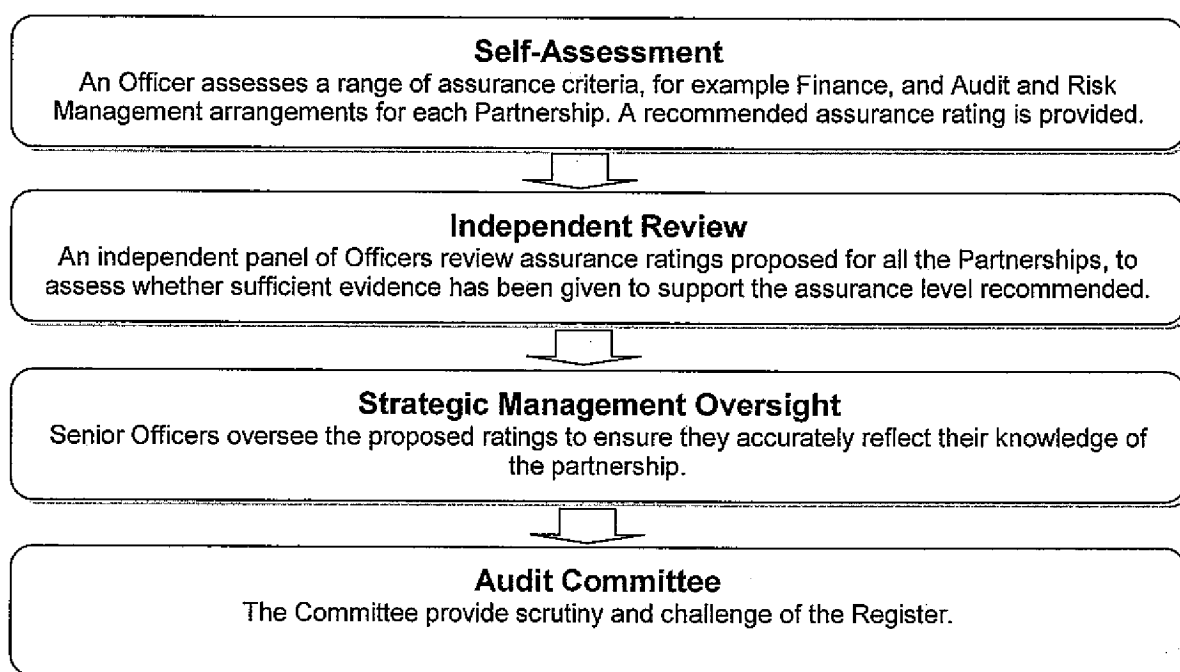 Self-Assessment
An Officer assesses a range of assurance criteria, for example Finance, and Audit and Risk
Management arrangements for each Partnership. A recommended assurance rating is provided.
Independent Review
An independent panel of Officers review assurance ratings proposed for all the Partnerships, to
assess whether sufficient evidence has been given to support the assurance level recommended.
Strategic Management Oversight
Senior Officers oversee the proposed ratings to ensure they accurately reflect their knowledge of
the partnership.
Audit Committee
The Committee provide scrutiny and challenge of the Register.